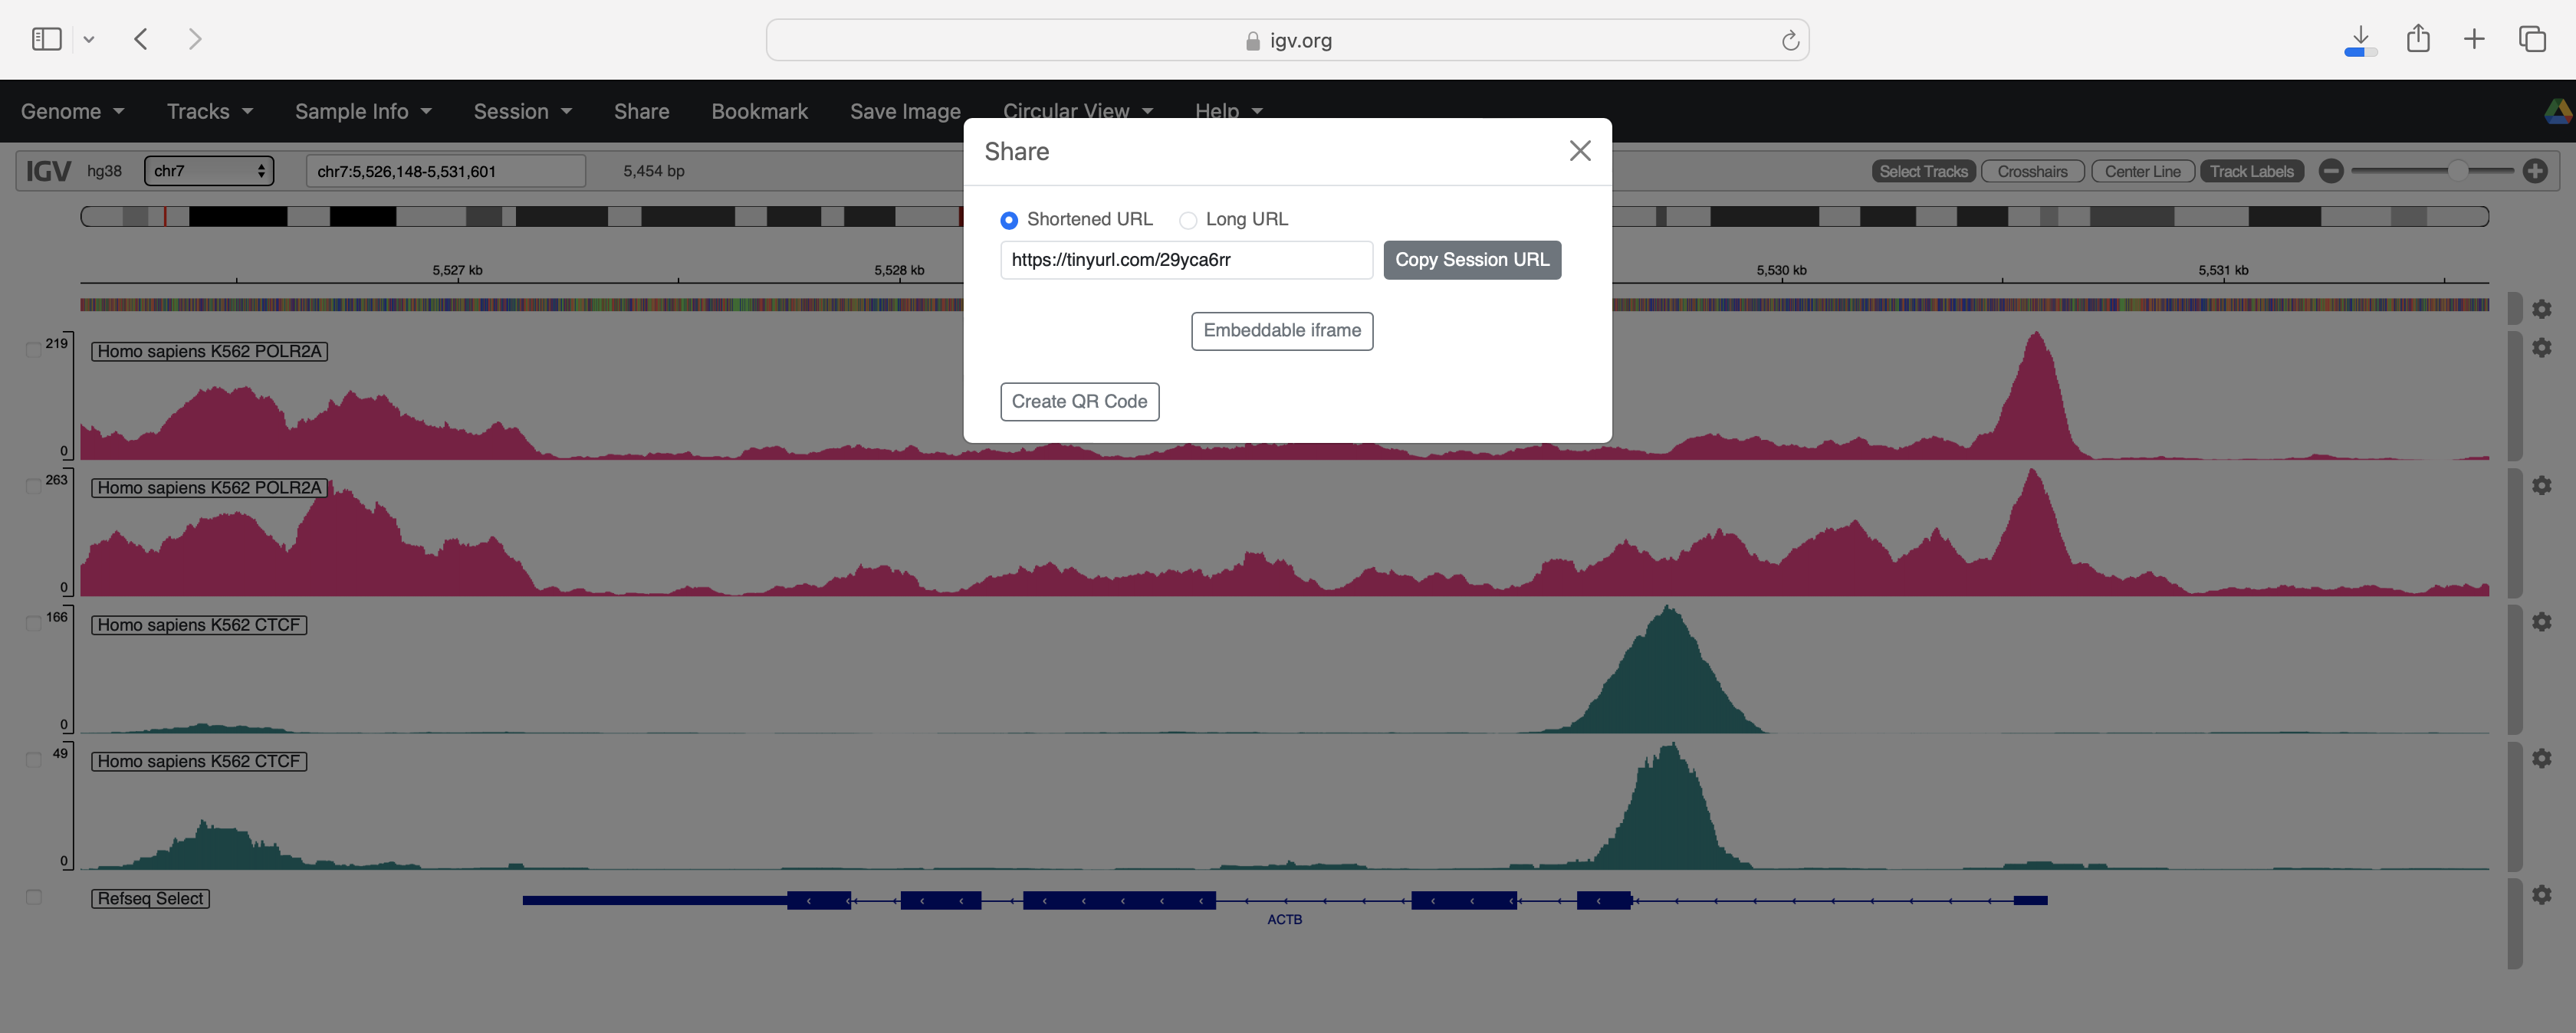 igv.org
Genome Tracks Sample Info Session Share Bookmark Save Image Circular View Help
IGV hg38 chr7 chr7:5,526,148-5,531,601 5,454 bp Select Tracks Crosshairs Center Line Track Labels
Share
Shortened URL Long URL
https://tinyurl.com/29yca6rr Copy Session URL
Embeddable iframe
Create QR Code
5,527 kb 5,528 kb 5,530 kb 5,531 kb
219 Homo sapiens K562 POLR2A
0
263 Homo sapiens K562 POLR2A
0
166 Homo sapiens K562 CTCF
0
49 Homo sapiens K562 CTCF
0
Refseq Select
ACTB